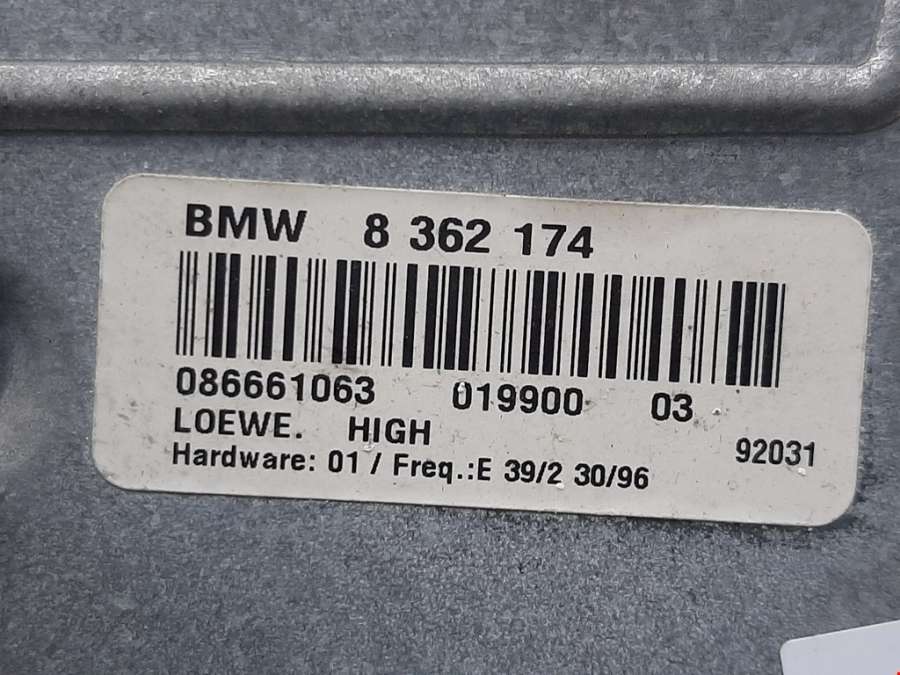 BMW 8 362 174
086661063 019900 03
LOEWE. HIGH 92031
Hardware: 01 / Freq.:E 39/2 30/96